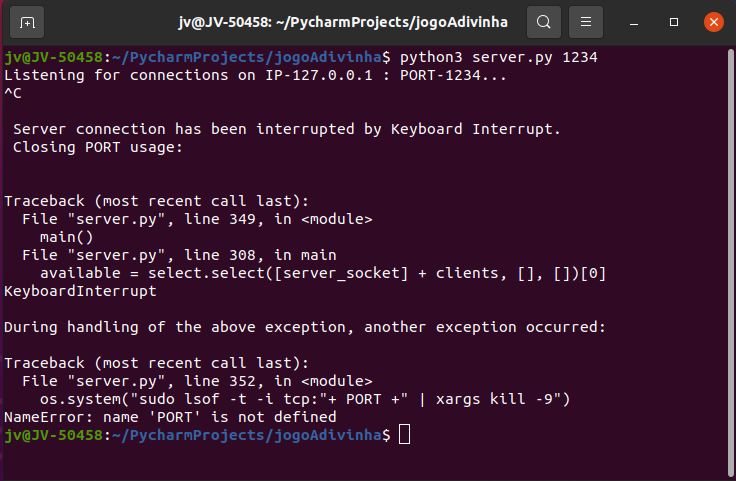 jv@JV-50458: ~/PycharmProjects/jogoAdivinha
jv@JV-50458:~/PycharmProjects/jogoAdivinha$ python3 server.py 1234
Listening for connections on IP-127.0.0.1 : PORT-1234...
^C
Server connection has been interrupted by Keyboard Interrupt.
Closing PORT usage:
Traceback (most recent call last):
File "server.py", line 349, in <module>
main()
File "server.py", line 308, in main
available = select.select([server_socket] + clients, [], [])[0]
KeyboardInterrupt
During handling of the above exception, another exception occurred:
Traceback (most recent call last):
File "server.py", line 352, in <module>
os.system("sudo lsof -t -i tcp:"+ PORT +" | xargs kill -9")
NameError: name 'PORT' is not defined
jv@JV-50458:~/PycharmProjects/jogoAdivinha$